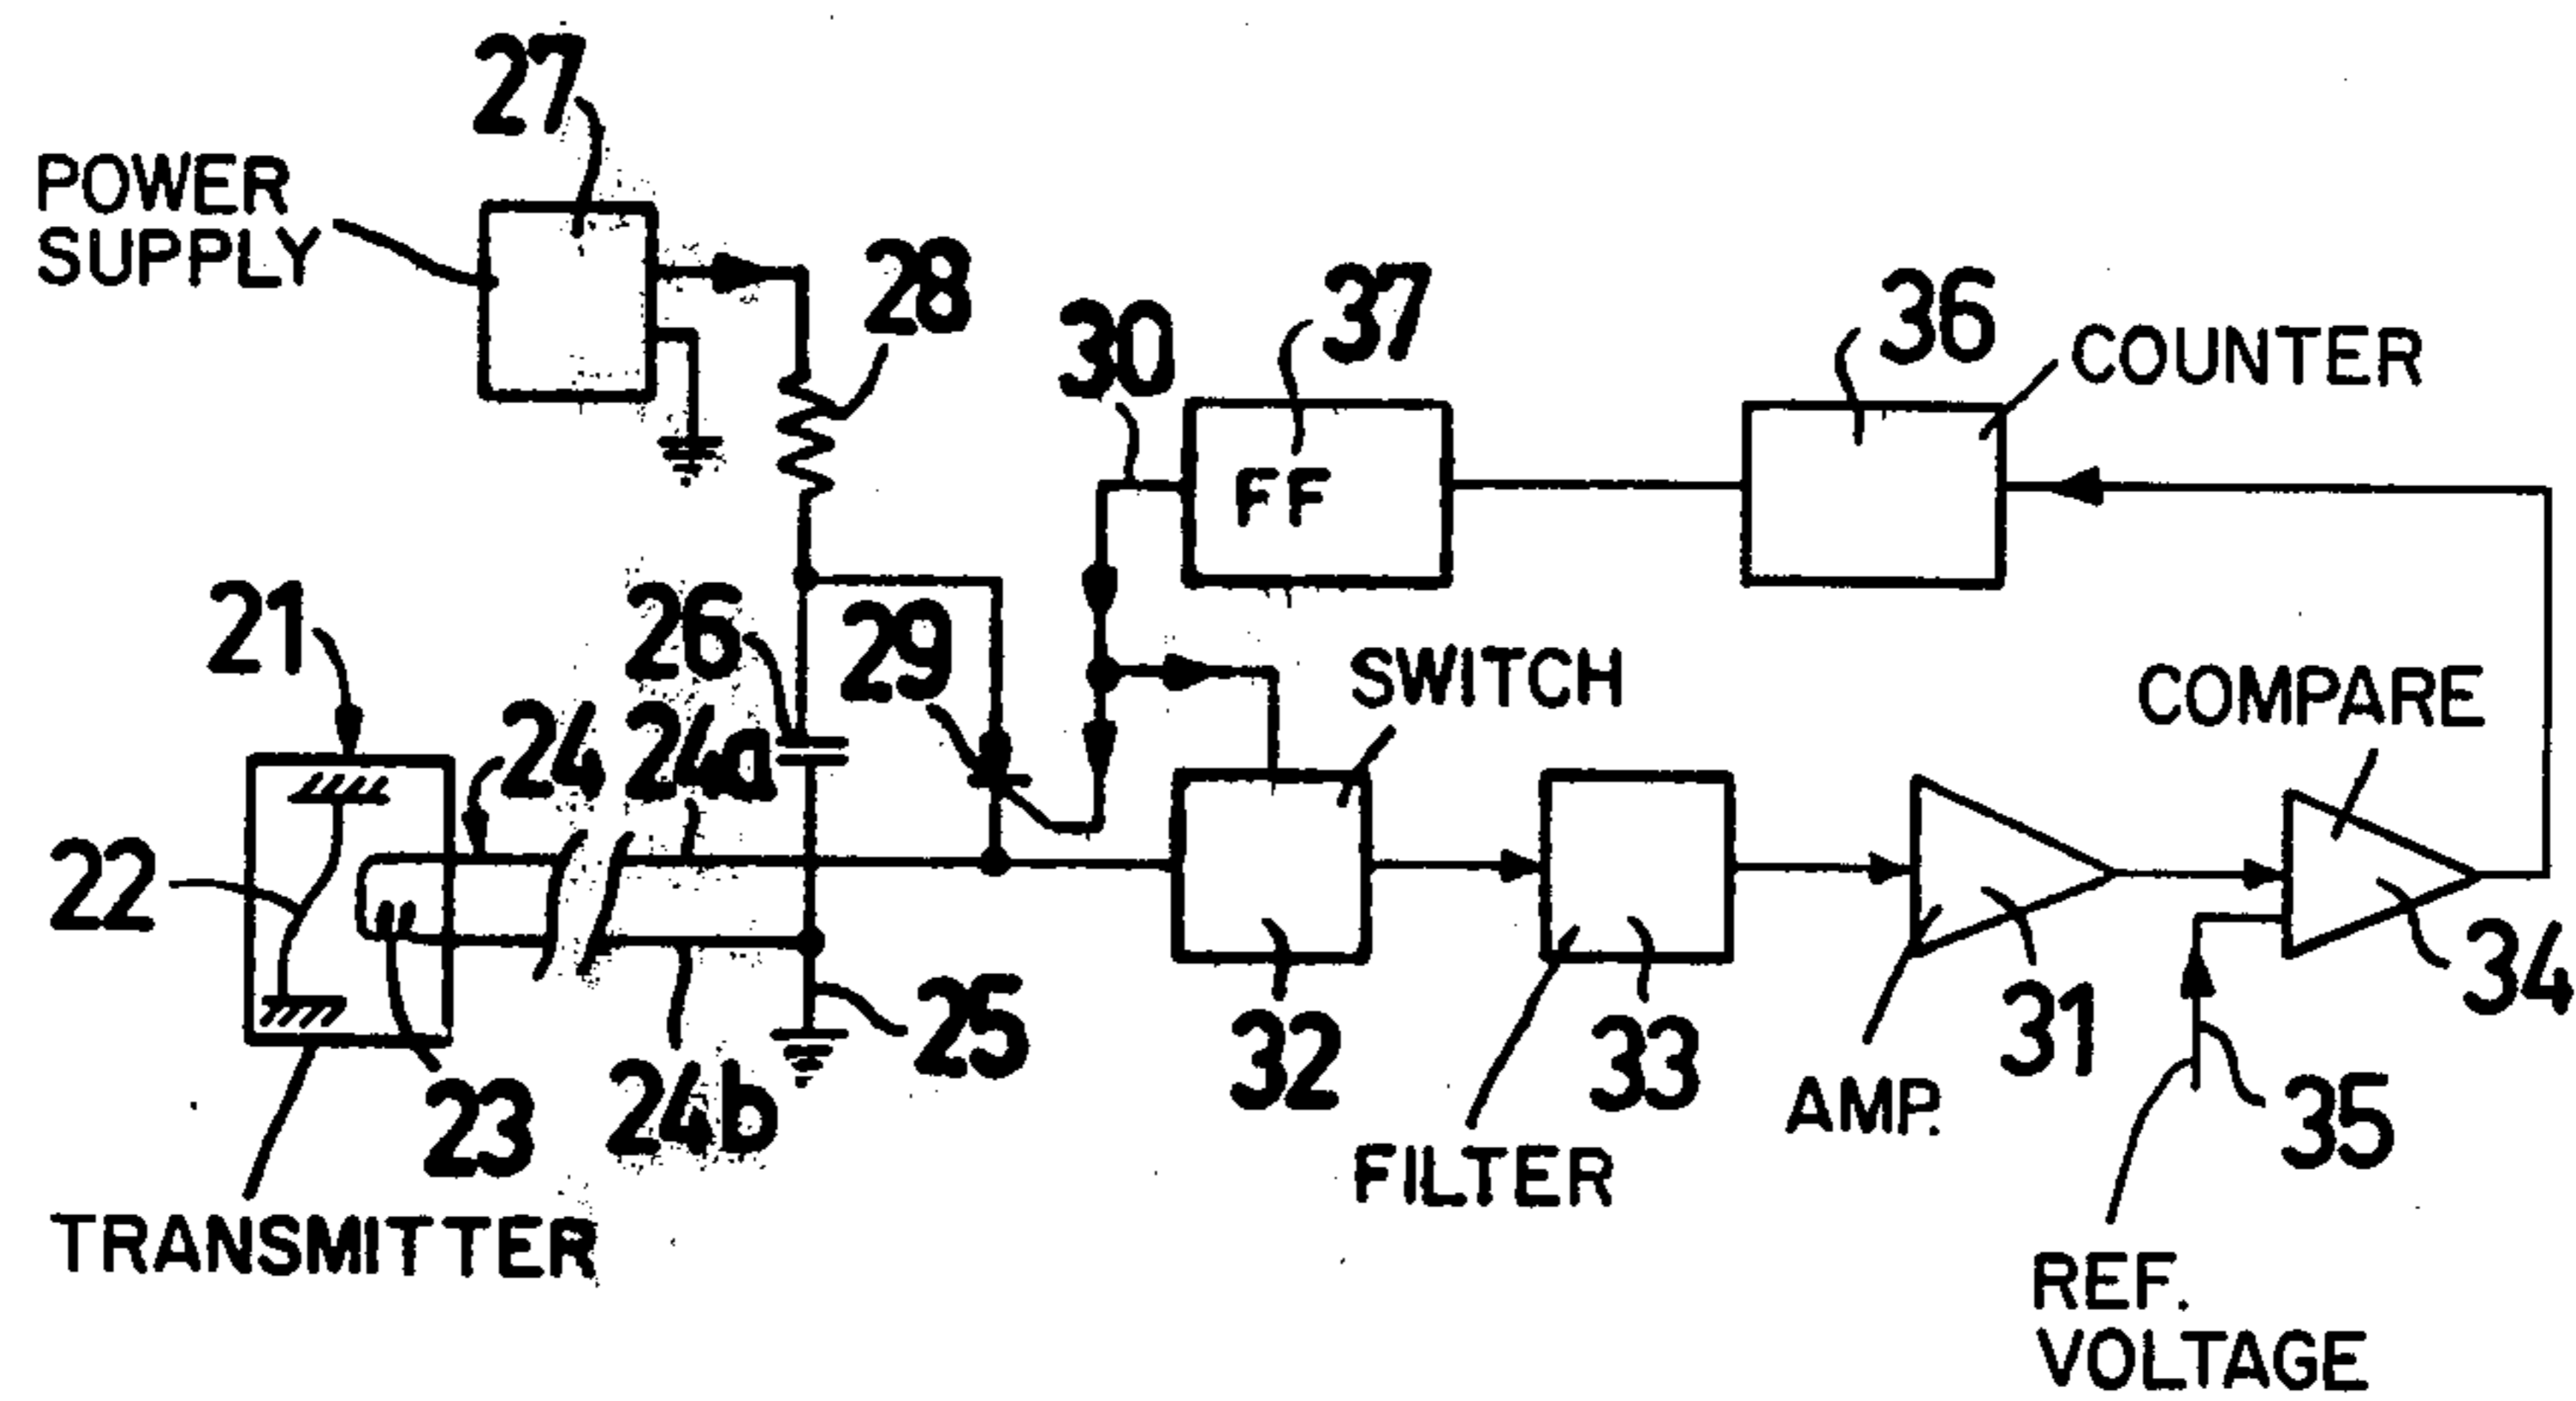 27
POWER
SUPPLY
28
30
37
36
COUNTER
FF
21
26
29
SWITCH
COMPARE
24
24a
22
25
34
31
32
33
35
23
24b
AMP.
FILTER
TRANSMITTER
REF.
VOLTAGE